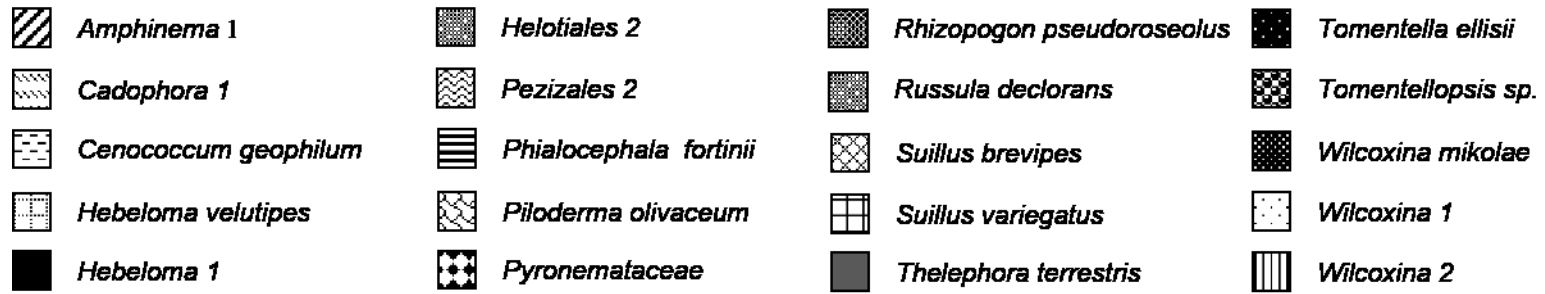 Amphinema 1
Cadophora 1
Cenococcum geophilum
Hebeloma velutipes
Hebeloma 1
Helotiales 2
Pezizales 2
Phialocephala fortinii
Piloderma olivaceum
Pyronemataceae
Rhizopogon pseudoroseolus
Russula declorans
Suillus brevipes
Suillus variegatus
Thelephora terrestris
Tomentella ellisii
Tomentellopsis sp.
Wilcoxina mikolae
Wilcoxina 1
Wilcoxina 2